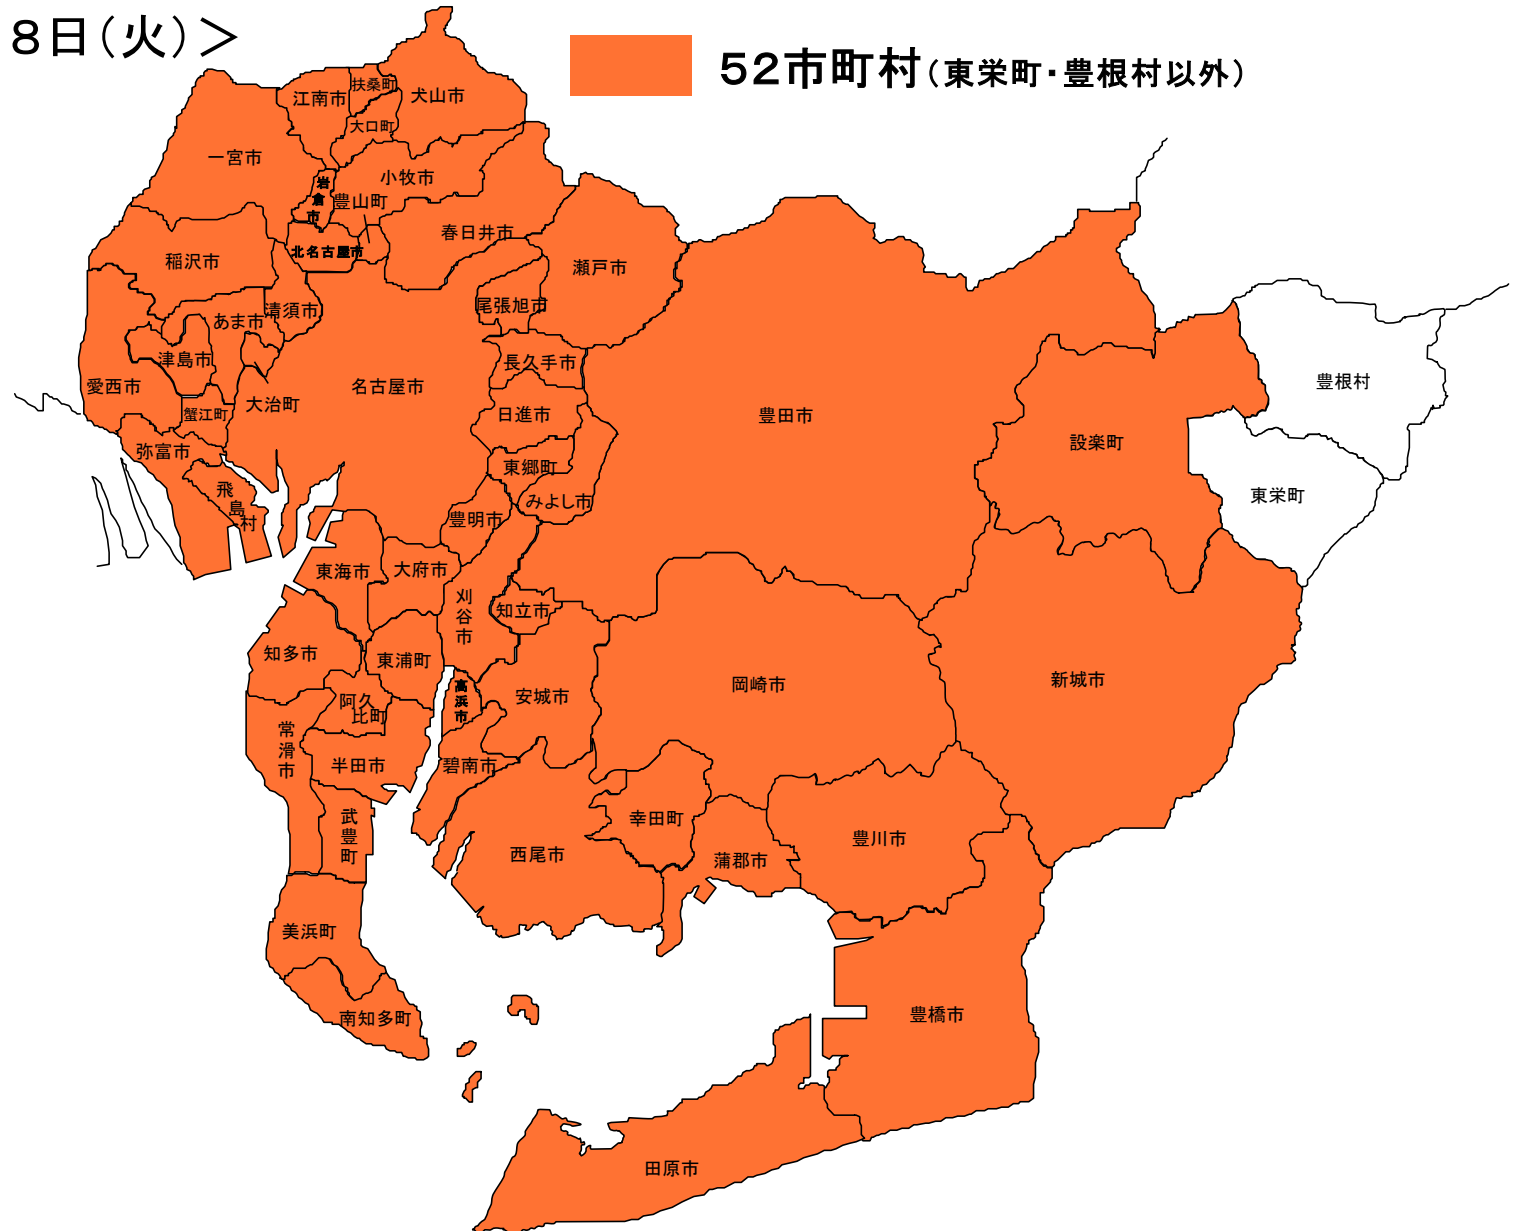 8日（火）＞
52市町村（東栄町・豊根村以外）
扶桑町
江南市
犬山市
大口町
一宮市
小牧市
岩倉市
豊山町
春日井市
北名古屋市
稲沢市
瀬戸市
尾張旭市
清須市
あま市
津島市
長久手市
豊根村
愛西市
名古屋市
大治町
蟹江町
日進市
豊田市
設楽町
弥富市
東郷町
飛島村
みよし市
東栄町
豊明市
東海市
大府市
刈谷市
知立市
知多市
東浦町
新城市
岡崎市
高浜市
安城市
阿久比町
常滑市
半田市
碧南市
武豊町
幸田町
豊川市
西尾市
蒲郡市
美浜町
南知多町
豊橋市
田原市